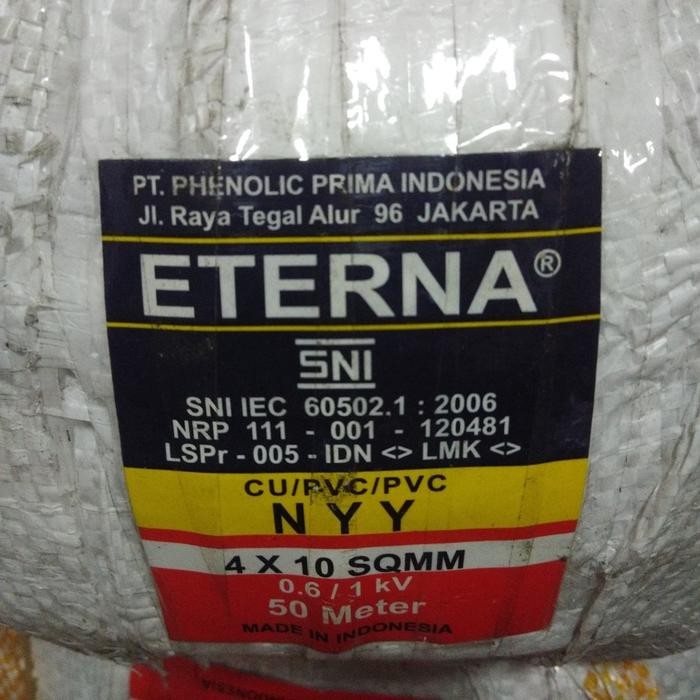 PT. PHENOLIC PRIMA INDONESIA
Jl. Raya Tegal Alur 96 JAKARTA
ETERNA®
SNI
SNI IEC 60502.1 : 2006
NRP 111 - 001 - 120481
LSPr - 005 - IDN <> LMK <>
CU/PVC/PVC
NYY
4 X 10 SQMM
0.6 / 1 kV
50 Meter
MADE IN INDONESIA
INDONESIA